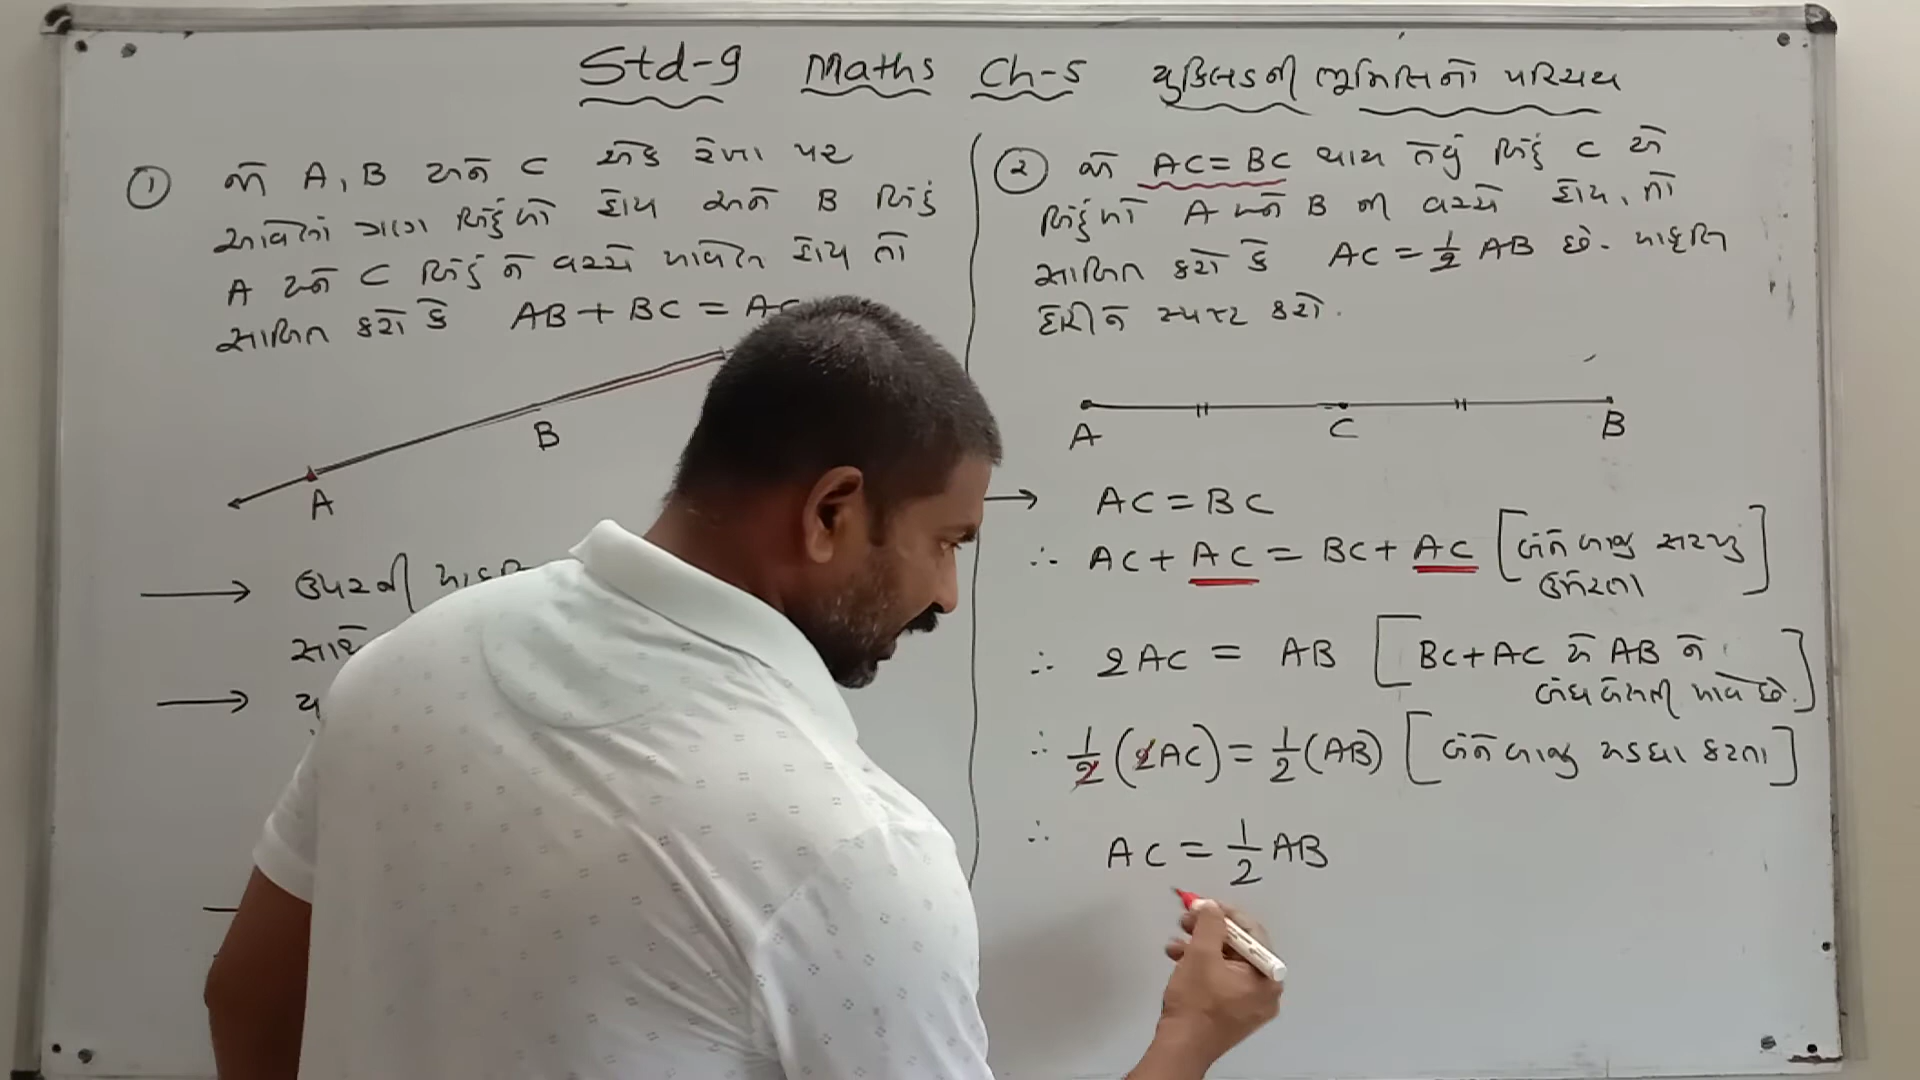 Std-9 Maths Ch-5 યુક્લિડની ભૂમિતિનો પરિચય
① જો A, B અને C એક રેખા પર
આવેલાં ત્રણ બિંદુઓ હોય અને B બિંદુ
A અને C બિંદુ ને વચ્ચે આવેલ હોય તો
સાબિત કરો કે AB + BC = AC
A
B
ઉપરની
સાથે
② જો AC = BC થાય તેવું બિંદુ C એ
બિંદુઓ A અને B ની વચ્ચે હોય, તો
સાબિત કરો કે AC = 1/2 AB છે. આકૃતિ
દોરીને સ્પષ્ટ કરો.
A C B
→ AC = BC
∴ AC + AC = BC + AC [બંને બાજુ સરખુ
ઉમેરતા]
∴ 2AC = AB [BC + AC એ AB ને
બંધ બેસતી આવે છે.]
∴ 1/2 (2AC) = 1/2 (AB) [બંને બાજુ અડધા કરતા]
∴ AC = 1/2 AB